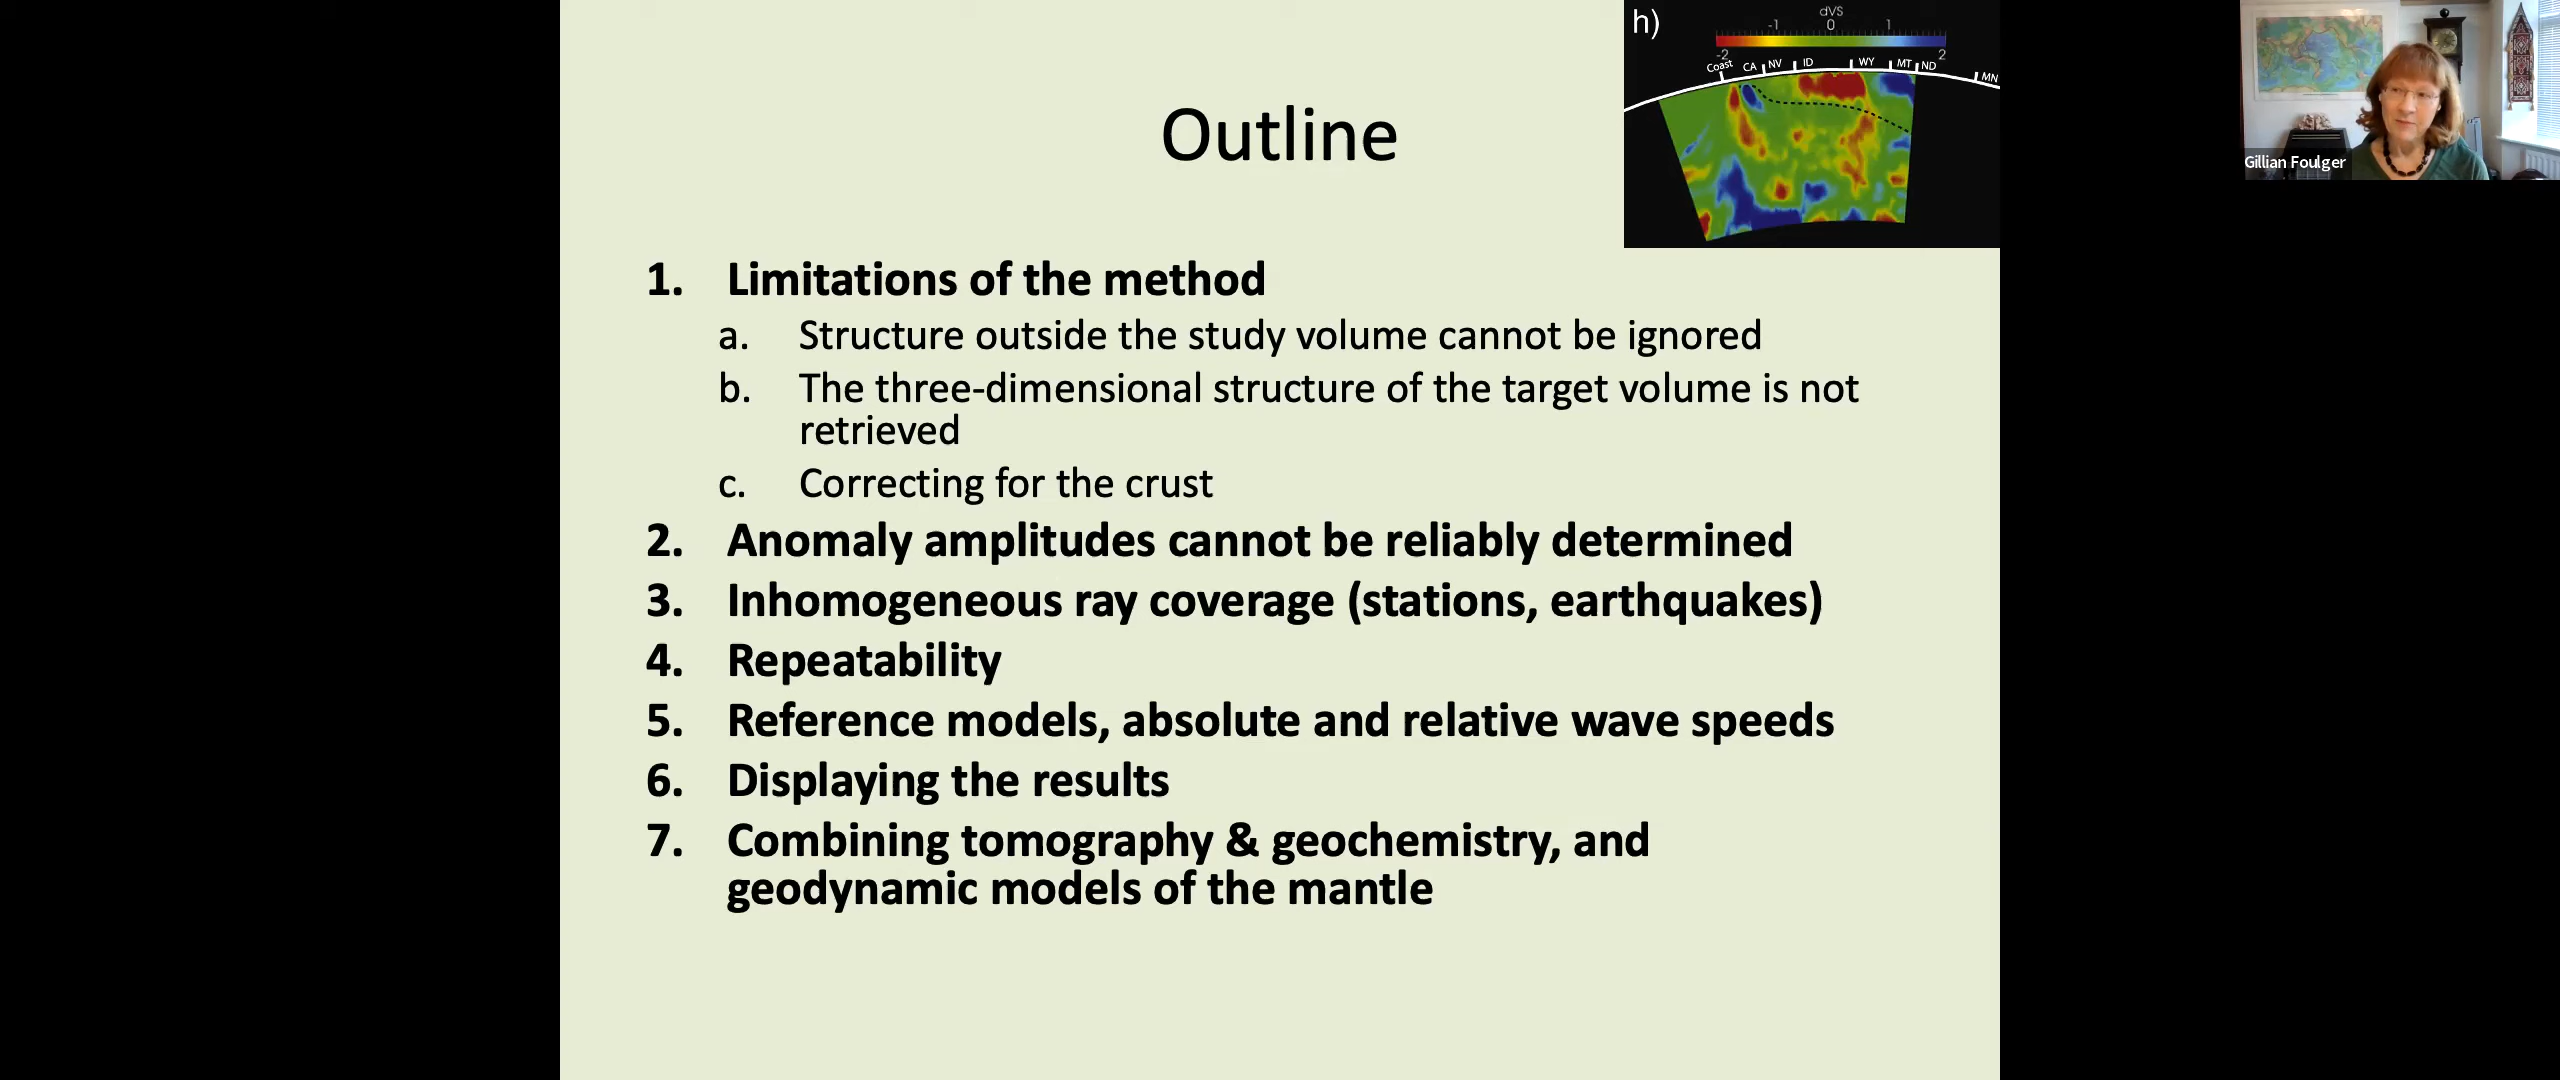 h)
dVS
-1 0 1
-2 2
Coast CA NV ID WY MT ND MN
Gillian Foulger
Outline
1. Limitations of the method
a. Structure outside the study volume cannot be ignored
b. The three-dimensional structure of the target volume is not
retrieved
c. Correcting for the crust
2. Anomaly amplitudes cannot be reliably determined
3. Inhomogeneous ray coverage (stations, earthquakes)
4. Repeatability
5. Reference models, absolute and relative wave speeds
6. Displaying the results
7. Combining tomography & geochemistry, and
geodynamic models of the mantle